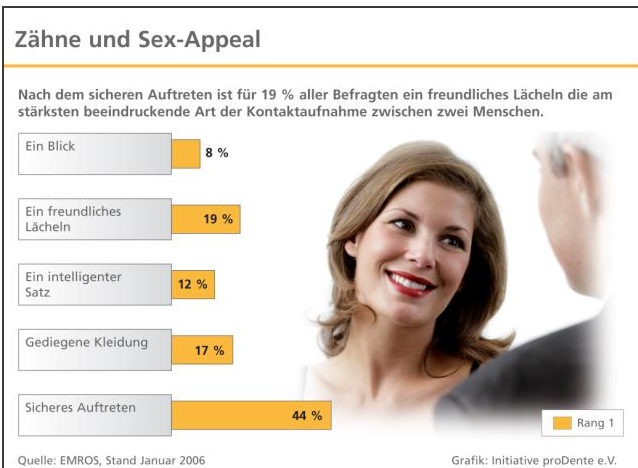 Zähne und Sex-Appeal
Nach dem sicheren Auftreten ist für 19 % aller Befragten ein freundliches Lächeln die am
stärksten beeindruckende Art der Kontaktaufnahme zwischen zwei Menschen.
Ein Blick
8 %
Ein freundliches
Lächeln
19 %
Ein intelligenter
Satz
12 %
Gediegene Kleidung
17 %
Sicheres Auftreten
44 %
Rang 1
Quelle: EMROS, Stand Januar 2006
Grafik: Initiative proDente e.V.